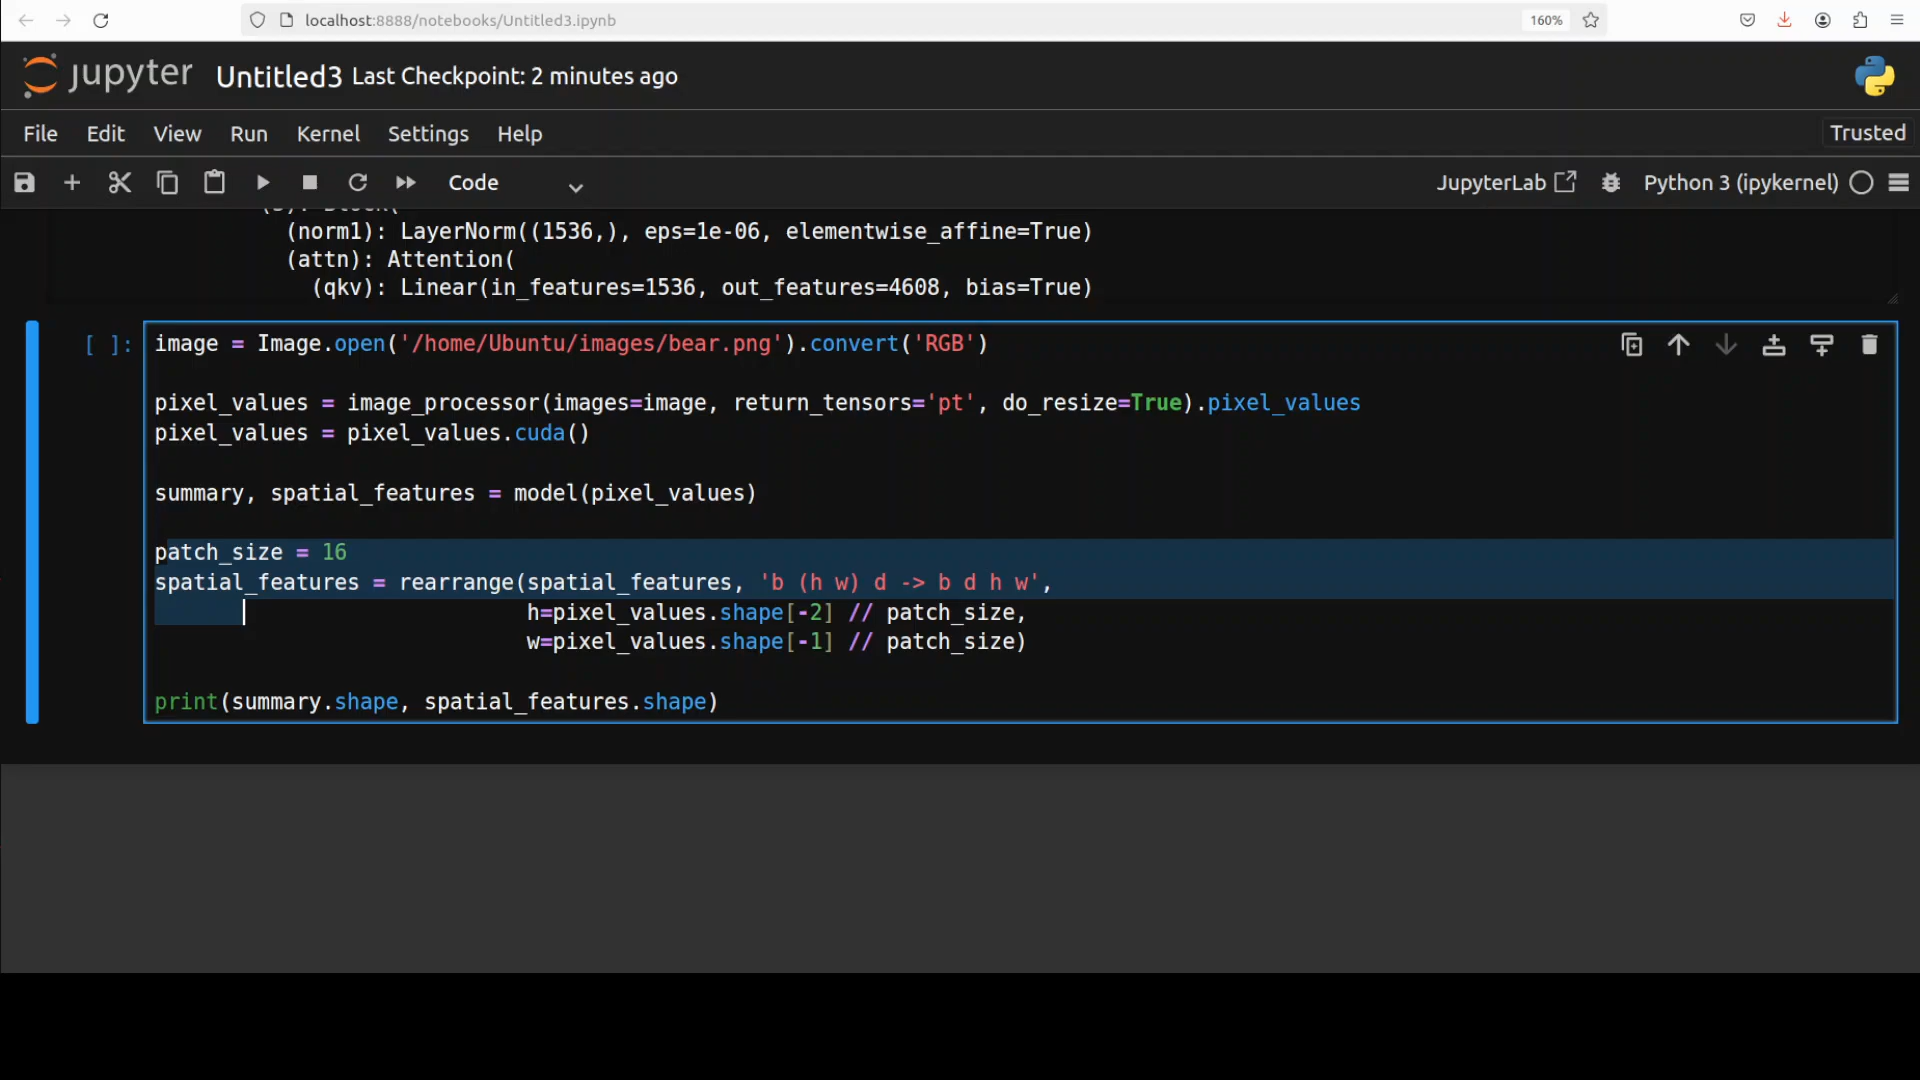 localhost:8888/notebooks/Untitled3.ipynb
160%
jupyter Untitled3 Last Checkpoint: 2 minutes ago
File Edit View Run Kernel Settings Help
Trusted
Code
JupyterLab
Python 3 (ipykernel)
(norm1): LayerNorm((1536,), eps=1e-06, elementwise_affine=True)
(attn): Attention(
(qkv): Linear(in_features=1536, out_features=4608, bias=True)
[ ]:
image = Image.open('/home/Ubuntu/images/bear.png').convert('RGB')
pixel_values = image_processor(images=image, return_tensors='pt', do_resize=True).pixel_values
pixel_values = pixel_values.cuda()
summary, spatial_features = model(pixel_values)
patch_size = 16
spatial_features = rearrange(spatial_features, 'b (h w) d -> b d h w',
h=pixel_values.shape[-2] // patch_size,
w=pixel_values.shape[-1] // patch_size)
print(summary.shape, spatial_features.shape)